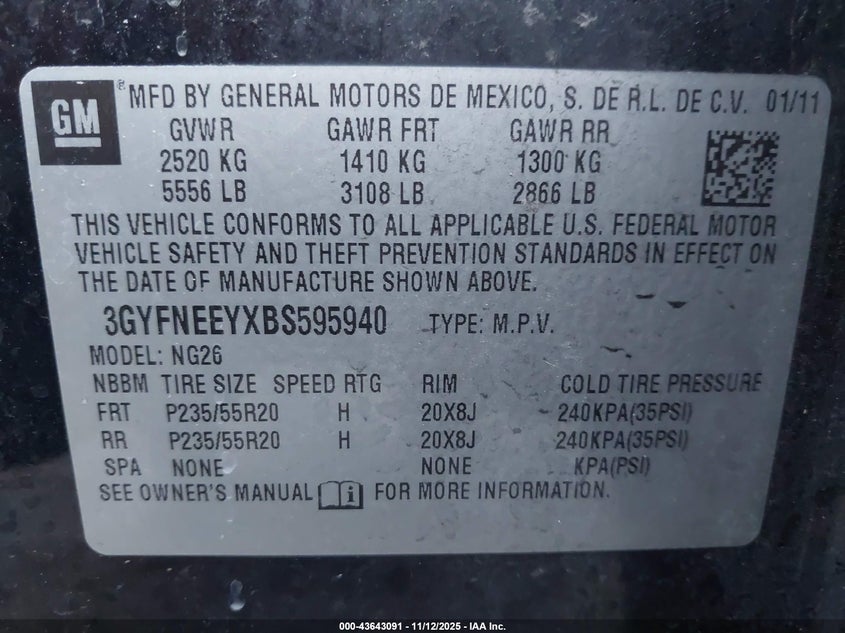 GM ® MFD BY GENERAL MOTORS DE MEXICO, S. DE R.L. DE C.V. 01/11
GVWR GAWR FRT GAWR RR
2520 KG 1410 KG 1300 KG
5556 LB 3108 LB 2866 LB
THIS VEHICLE CONFORMS TO ALL APPLICABLE U.S. FEDERAL MOTOR
VEHICLE SAFETY AND THEFT PREVENTION STANDARDS IN EFFECT ON
THE DATE OF MANUFACTURE SHOWN ABOVE.
3GYFNEEYXBS595940 TYPE: M.P.V.
MODEL: NG26
NBBM TIRE SIZE SPEED RTG RIM COLD TIRE PRESSURE
FRT P235/55R20 H 20X8J 240KPA(35PSI)
RR P235/55R20 H 20X8J 240KPA(35PSI)
SPA NONE NONE KPA(PSI)
SEE OWNER'S MANUAL FOR MORE INFORMATION.
000-43643091 - 11/12/2025 - IAA Inc.